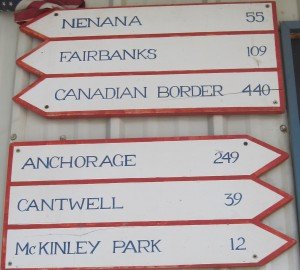 NENANA 55
FAIRBANKS 109
CANADIAN BORDER 440
ANCHORAGE 249
CANTWELL 39
McKINLEY PARK 12